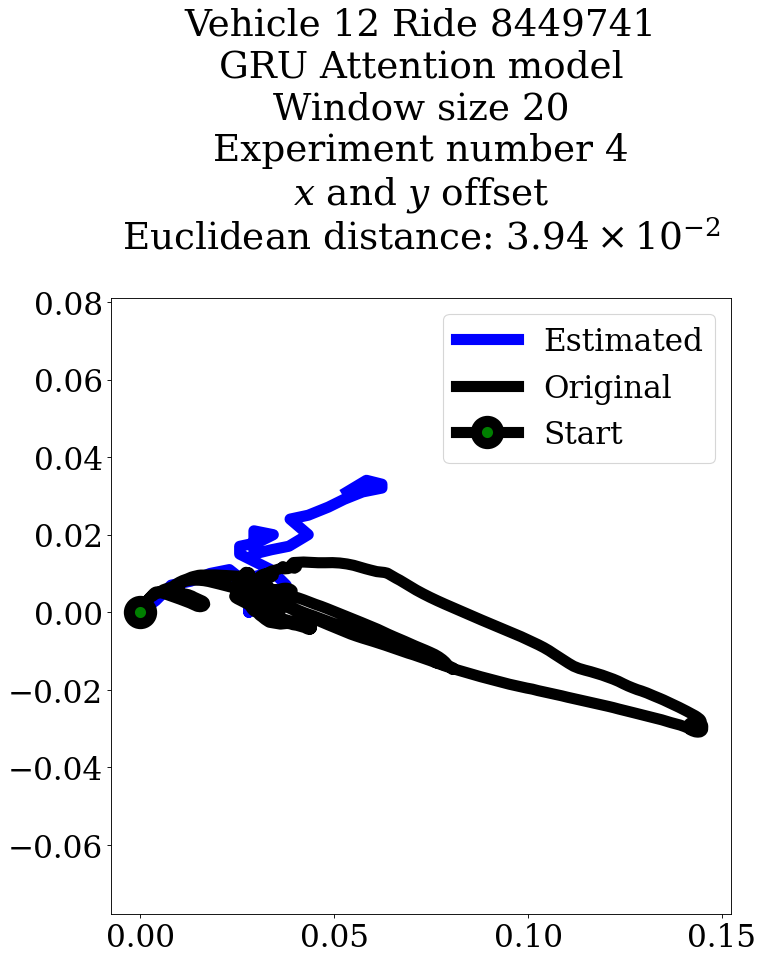 Vehicle 12 Ride 8449741
GRU Attention model
Window size 20
Experiment number 4
x and y offset
Euclidean distance: 3.94 × 10⁻²
0.08
0.06
0.04
0.02
0.00
−0.02
−0.04
−0.06
Estimated
Original
Start
0.00 0.05 0.10 0.15